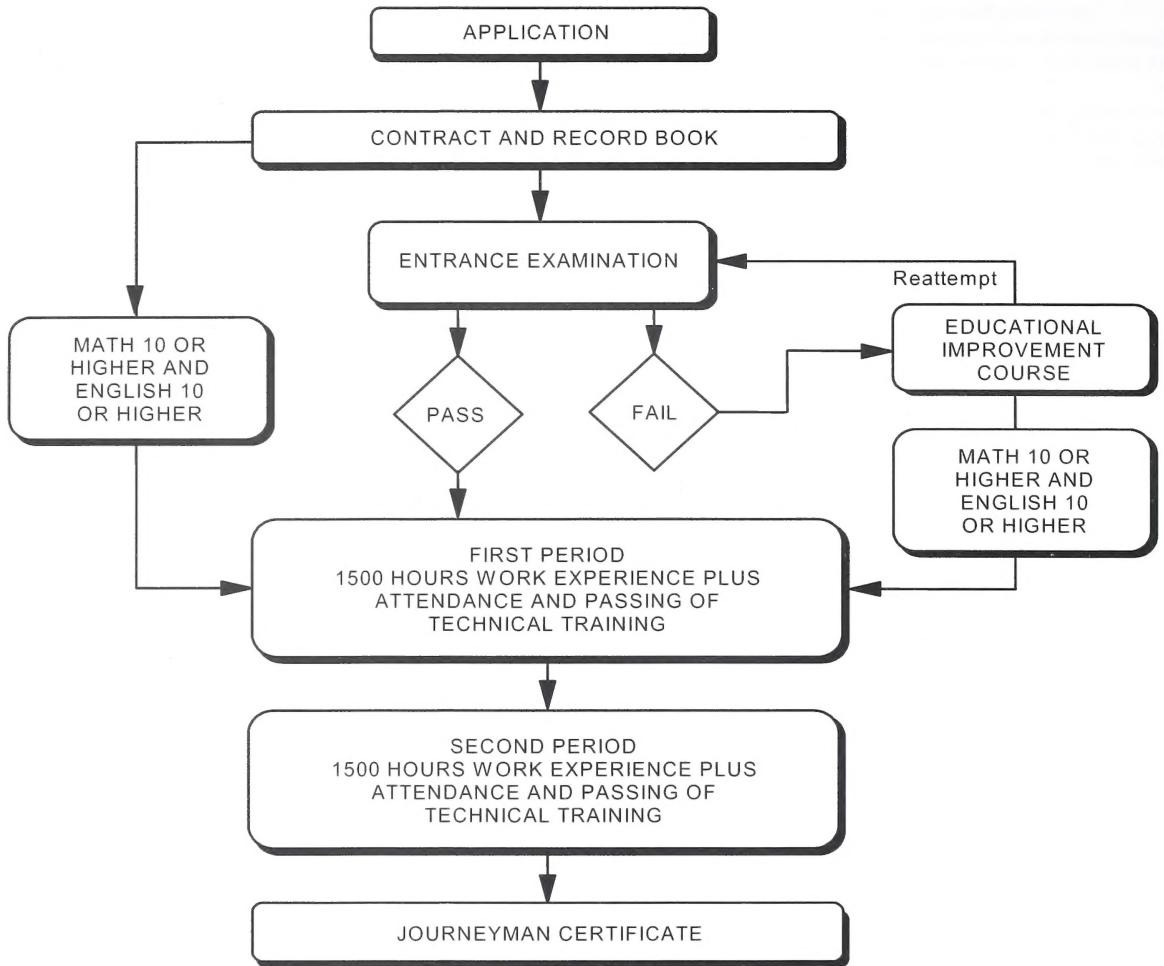 APPLICATION
CONTRACT AND RECORD BOOK
ENTRANCE EXAMINATION
Reattempt
MATH 10 OR
HIGHER AND
ENGLISH 10
OR HIGHER
PASS
FAIL
EDUCATIONAL
IMPROVEMENT
COURSE
MATH 10 OR
HIGHER AND
ENGLISH 10
OR HIGHER
FIRST PERIOD
1500 HOURS WORK EXPERIENCE PLUS
ATTENDANCE AND PASSING OF
TECHNICAL TRAINING
SECOND PERIOD
1500 HOURS WORK EXPERIENCE PLUS
ATTENDANCE AND PASSING OF
TECHNICAL TRAINING
JOURNEYMAN CERTIFICATE